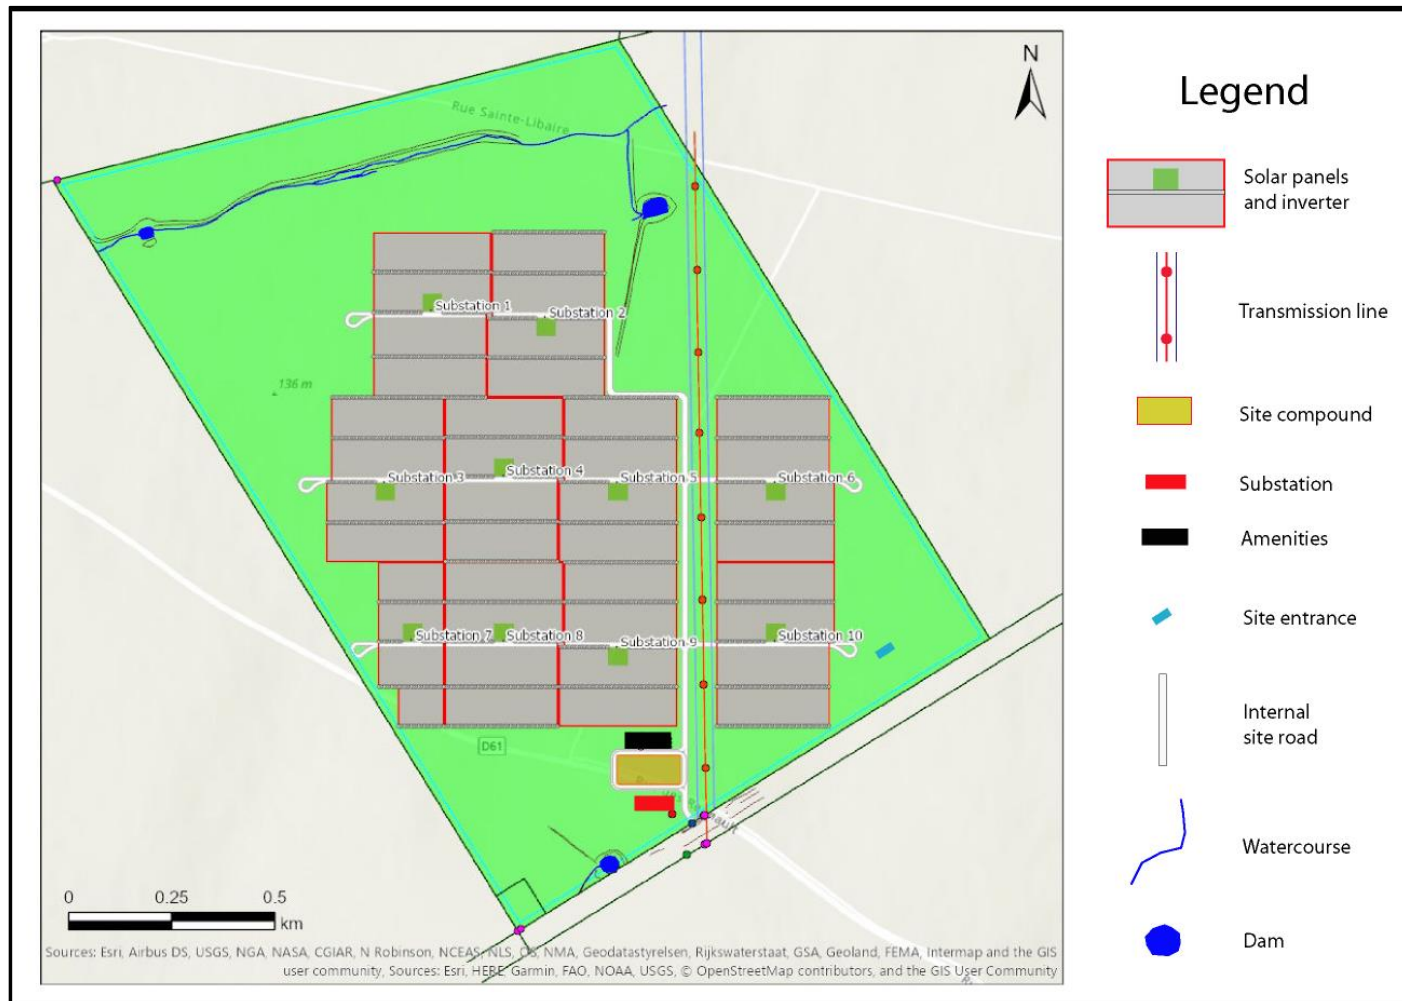 N
Rue Sainte-Libaire
Substation 1
Substation 2
136 m
Substation 3
Substation 4
Substation 5
Substation 6
Substation 7
Substation 8
Substation 9
Substation 10
D61
0 0.25 0.5
km
Sources: Esri, Airbus DS, USGS, NGA, NASA, CGIAR, N Robinson, NCEAS, NLS, OS, NMA, Geodatastyrelsen, Rijkswaterstaat, GSA, Geoland, FEMA, Intermap and the GIS
user community, Sources: Esri, HERE, Garmin, FAO, NOAA, USGS, © OpenStreetMap contributors, and the GIS User Community
Legend
Solar panels
and inverter
Transmission line
Site compound
Substation
Amenities
Site entrance
Internal
site road
Watercourse
Dam